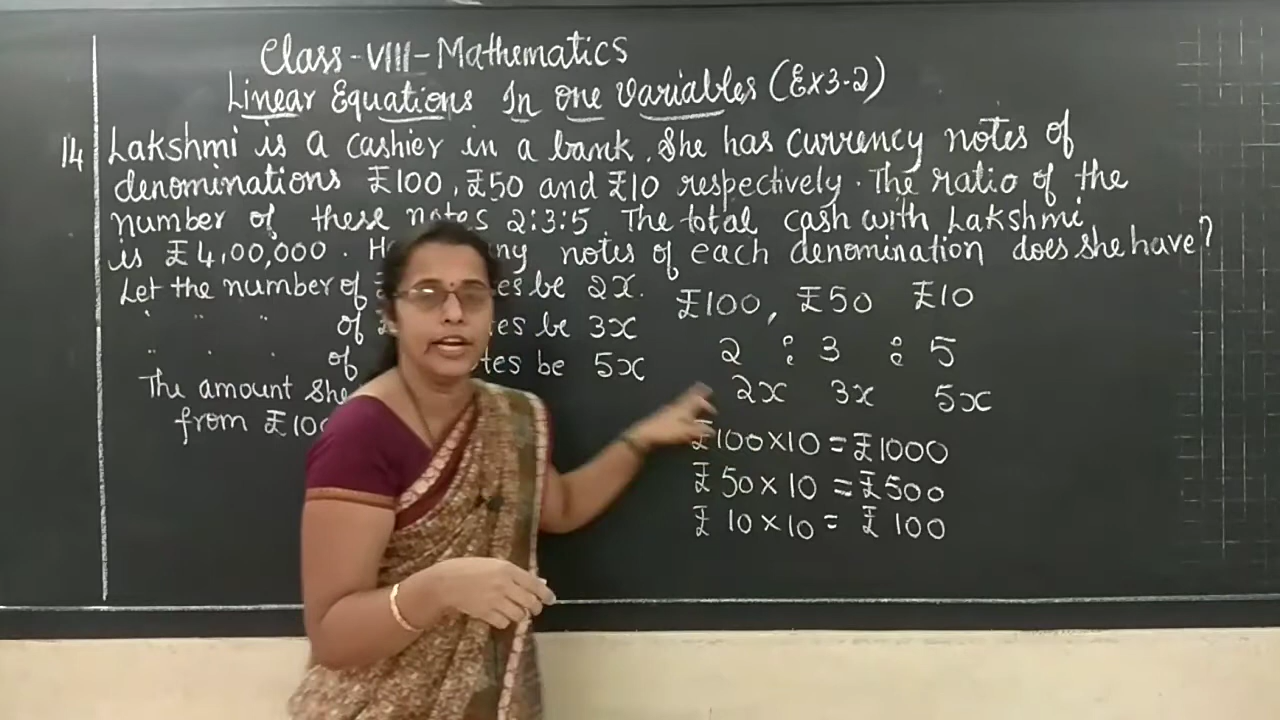 Class-VIII-Mathematics
Linear Equations In one Variables (Ex3-2)
14 Lakshmi is a cashier in a bank. She has currency notes of
denominations ₹100, ₹50 and ₹10 respectively. The ratio of the
number of these notes 2:3:5. The total cash with Lakshmi
is ₹4,00,000. notes of each denomination does she have?
Let the number of be 2x.
" " " of be 3x
" " " of be 5x
The amount she
from ₹100
₹100, ₹50 ₹10
2 : 3 : 5
2x 3x 5x
₹100×10=₹1000
₹50×10=₹500
₹10×10=₹100